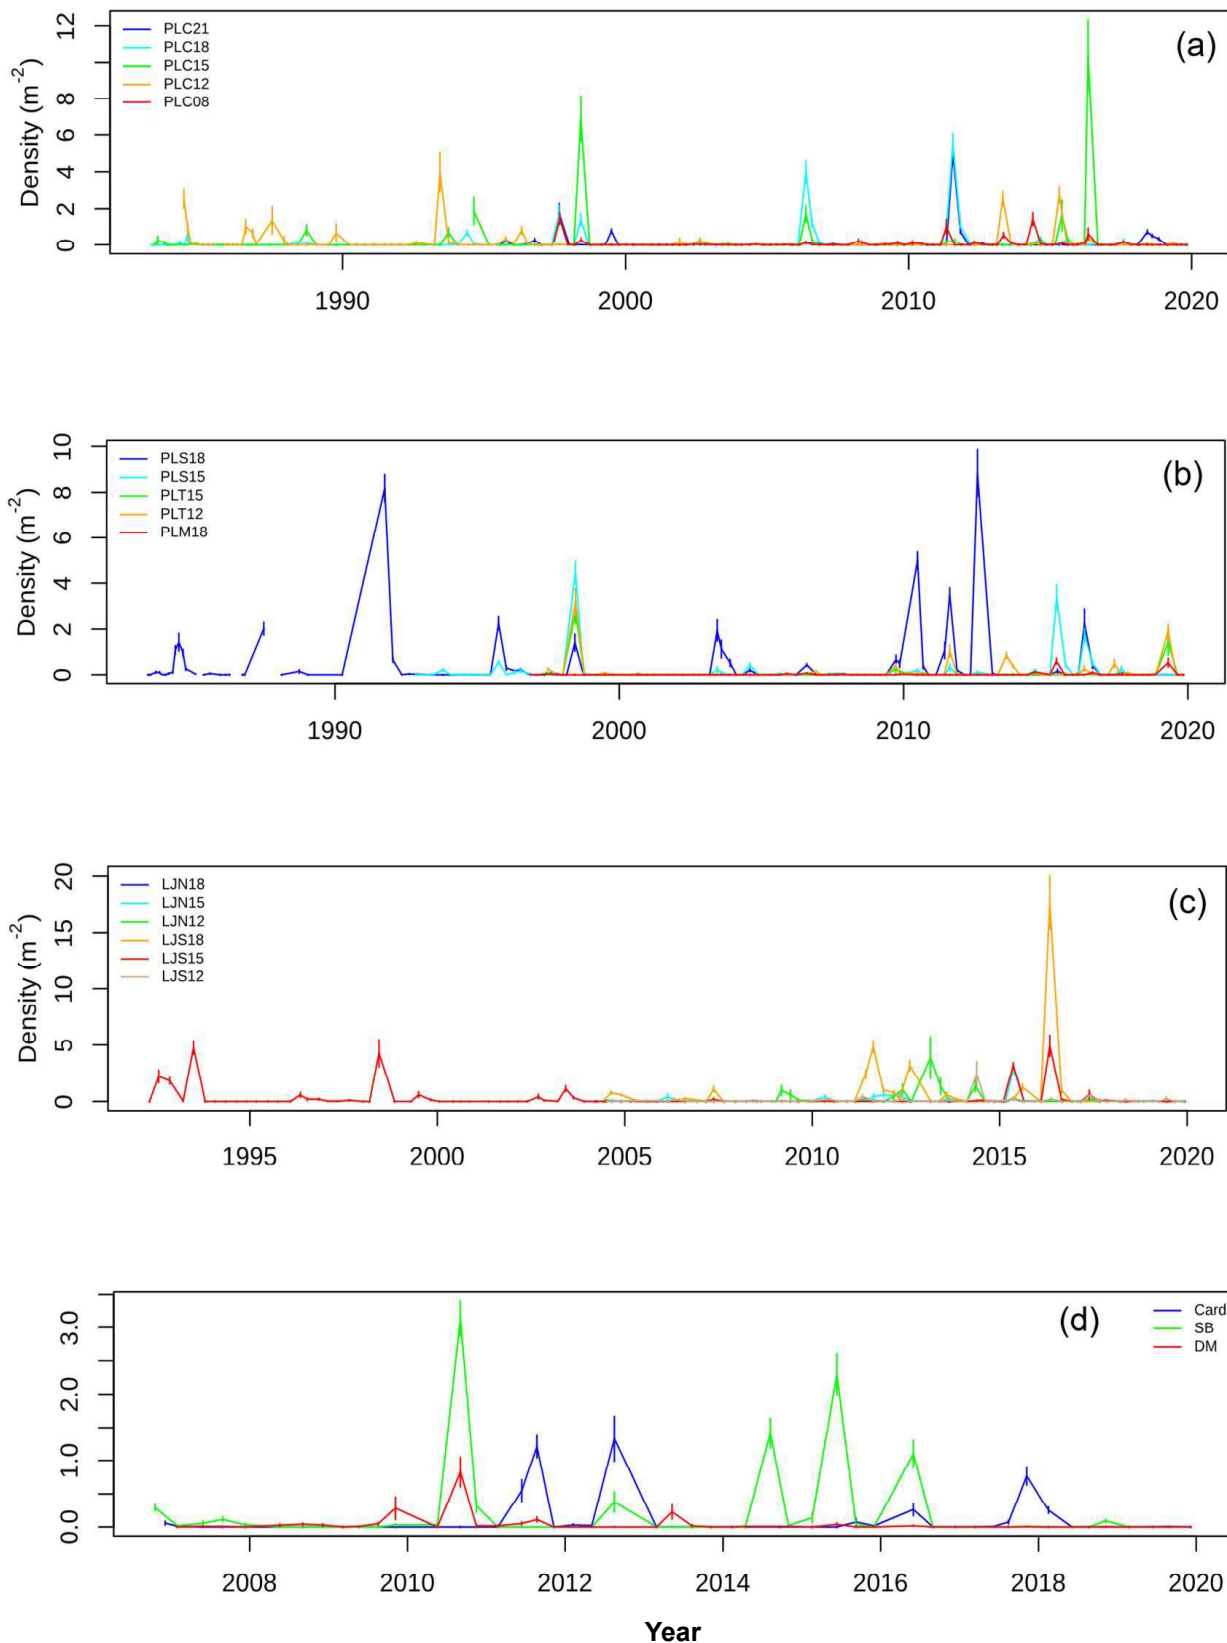 (a)
PLC21
PLC18
PLC15
PLC12
PLC08
Density (m⁻²)
0 2 4 6 8 12
1990 2000 2010 2020
(b)
PLS18
PLS15
PLT15
PLT12
PLM18
Density (m⁻²)
0 2 4 6 8 10
1990 2000 2010 2020
(c)
LJN18
LJN15
LJN12
LJS18
LJS15
LJS12
Density (m⁻²)
0 5 10 15 20
1995 2000 2005 2010 2015 2020
(d)
Card
SB
DM
0.0 1.0 2.0 3.0
2008 2010 2012 2014 2016 2018 2020
Year